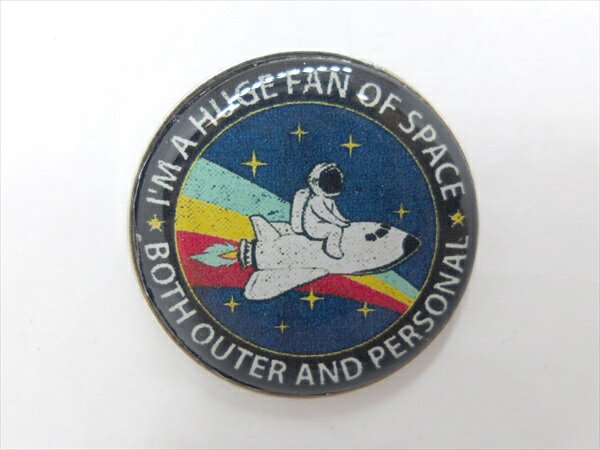 I'M A HUGE FAN OF SPACE
BOTH OUTER AND PERSONAL